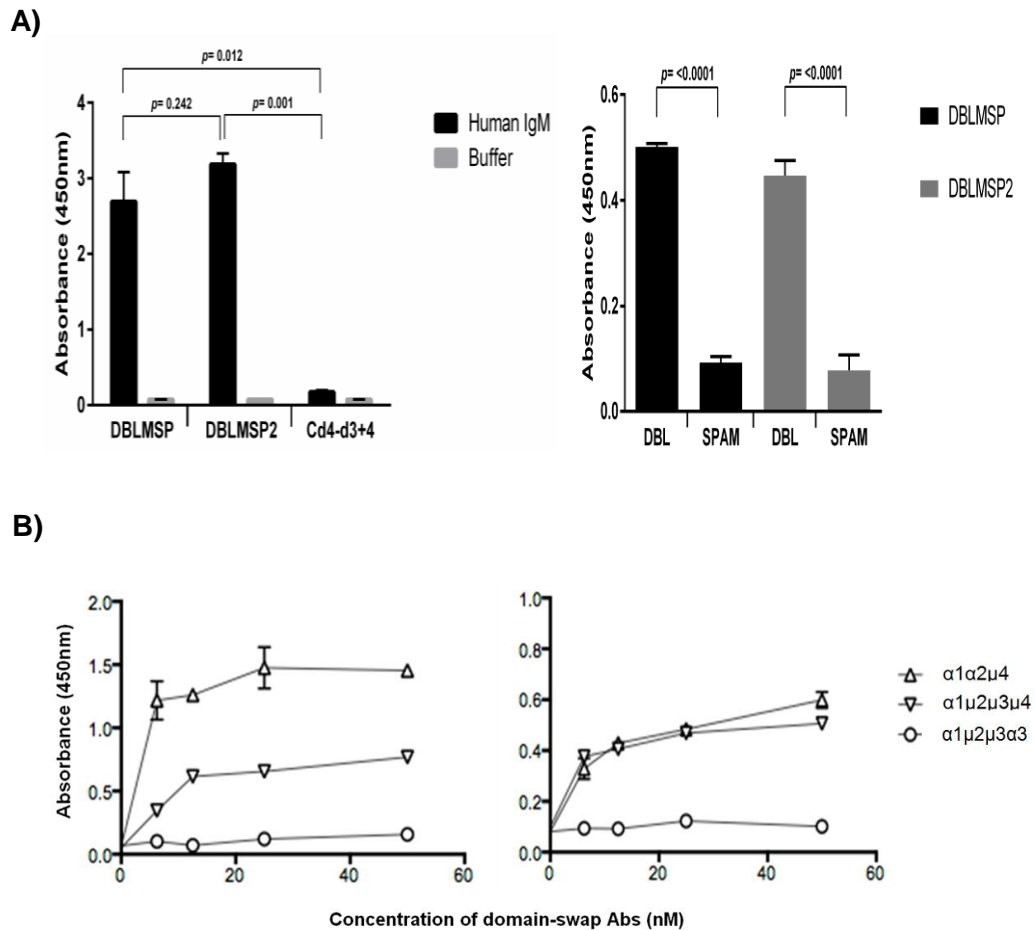 A)
p= 0.012
p= 0.242
p= 0.001
4
3
2
1
0
Absorbance (450nm)
DBLMSP
DBLMSP2
Cd4-d3+4
Human IgM
Buffer
p= <0.0001
p= <0.0001
0.6
0.4
0.2
0.0
Absorbance (450nm)
DBL
SPAM
DBL
SPAM
DBLMSP
DBLMSP2
B)
Absorbance (450nm)
2.0
1.5
1.0
0.5
0.0
0
20
40
60
1.0
0.8
0.6
0.4
0.2
0.0
0
20
40
60
α1α2μ4
α1μ2μ3μ4
α1μ2μ3α3
Concentration of domain-swap Abs (nM)